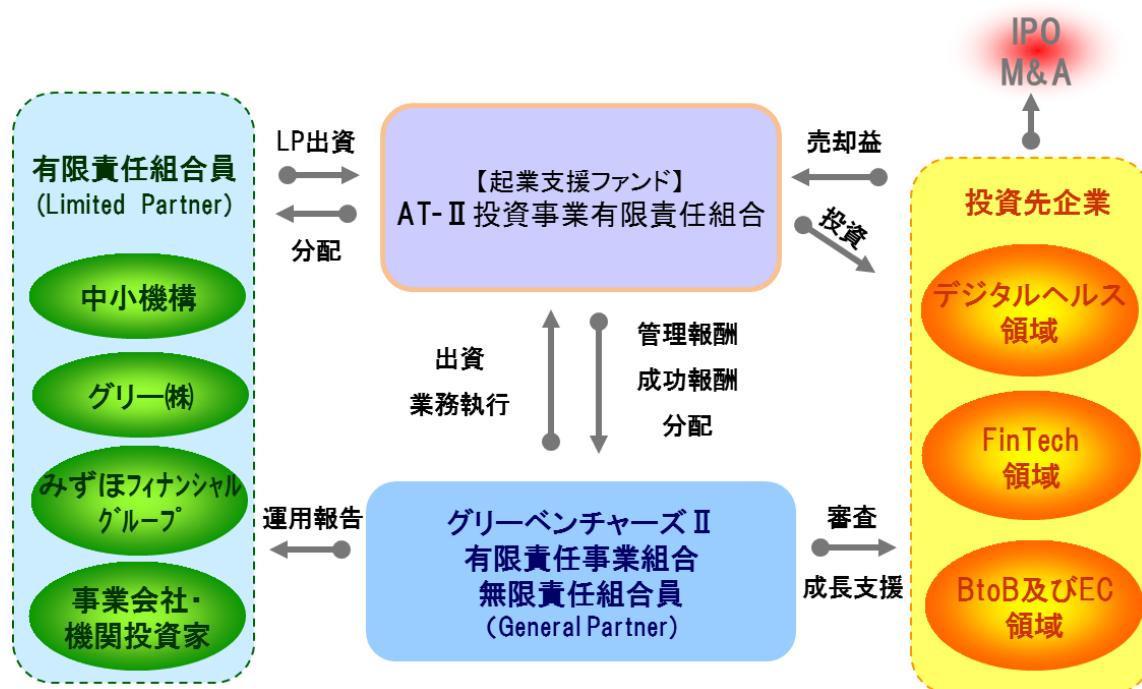 IPO
M&A
有限責任組合員
(Limited Partner)
中小機構
グリー㈱
みずほフィナンシャル
グループ
事業会社・
機関投資家
LP出資
分配
【起業支援ファンド】
AT-Ⅱ投資事業有限責任組合
売却益
投資
出資
業務執行
管理報酬
成功報酬
分配
運用報告
グリーベンチャーズⅡ
有限責任事業組合
無限責任組合員
(General Partner)
審査
成長支援
投資先企業
デジタルヘルス
領域
FinTech
領域
BtoB及びEC
領域